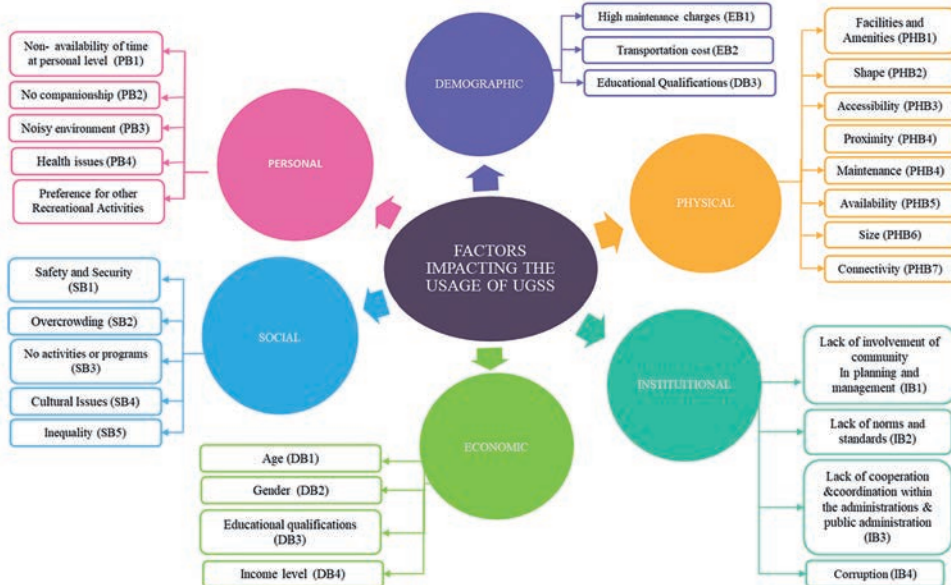 Non- availability of time
at personal level (PB1)
No companionship (PB2)
Noisy environment (PB3)
Health issues (PB4)
Preference for other
Recreational Activities
PERSONAL
DEMOGRAPHIC
High maintenance charges (EB1)
Transportation cost (EB2
Educational Qualifications (DB3)
PHYSICAL
Facilities and
Amenities (PHB1)
Shape (PHB2)
Accessibility (PHB3)
Proximity (PHB4)
Maintenance (PHB4)
Availability (PHB5)
Size (PHB6)
Connectivity (PHB7)
FACTORS
IMPACTING THE
USAGE OF UGSS
Safety and Security
(SB1)
Overcrowding (SB2)
No activities or programs
(SB3)
Cultural Issues (SB4)
Inequality (SB5)
SOCIAL
ECONOMIC
Age (DB1)
Gender (DB2)
Educational qualifications
(DB3)
Income level (DB4)
INSTITUITIONAL
Lack of involvement of
community
In planning and
management (IB1)
Lack of norms and
standards (IB2)
Lack of cooperation
&coordination within
the administrations &
public administration
(IB3)
Corruption (IB4)